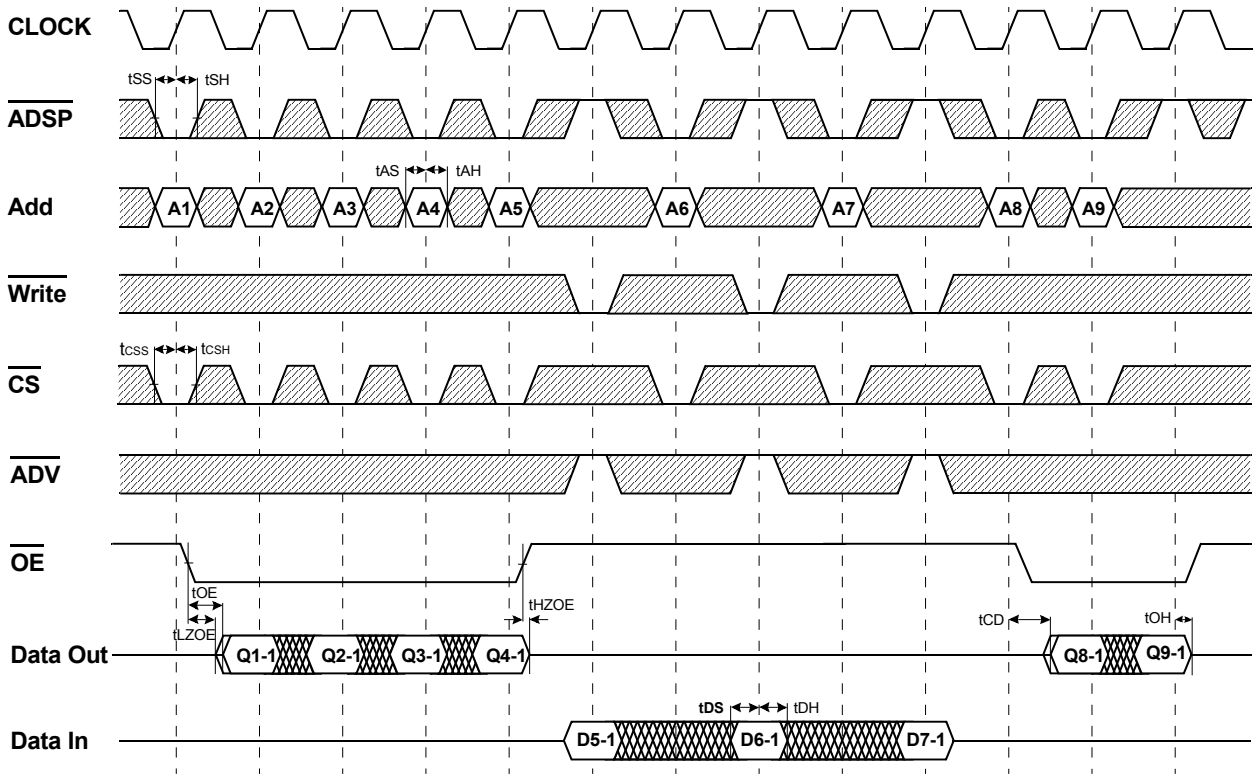 CLOCK
tSS tSH
ADSP
tAS tAH
Add A1 A2 A3 A4 A5 A6 A7 A8 A9
Write
tCSS tCSH
CS
ADV
OE
tOE tHZOE
tLZOE tCD tOH
Data Out Q1-1 Q2-1 Q3-1 Q4-1 Q8-1 Q9-1
tDS tDH
Data In D5-1 D6-1 D7-1